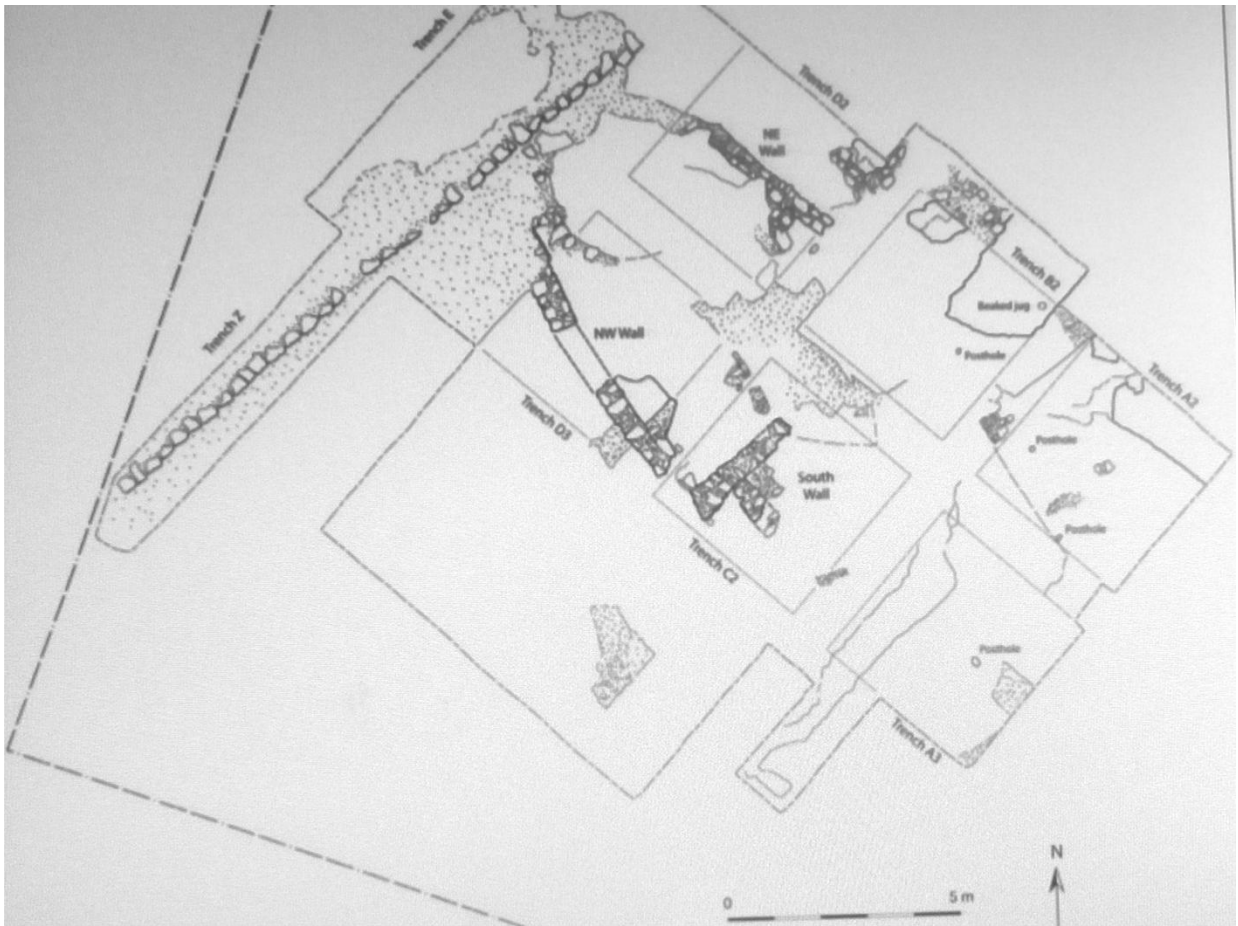 Trench E
Trench D2
NE
Wall
Trench B2
Beaked jug
Posthole
NW Wall
Trench Z
Trench A2
Trench D3
Posthole
South
Wall
Posthole
Trench C2
Posthole
Trench A3
N
0
5 m